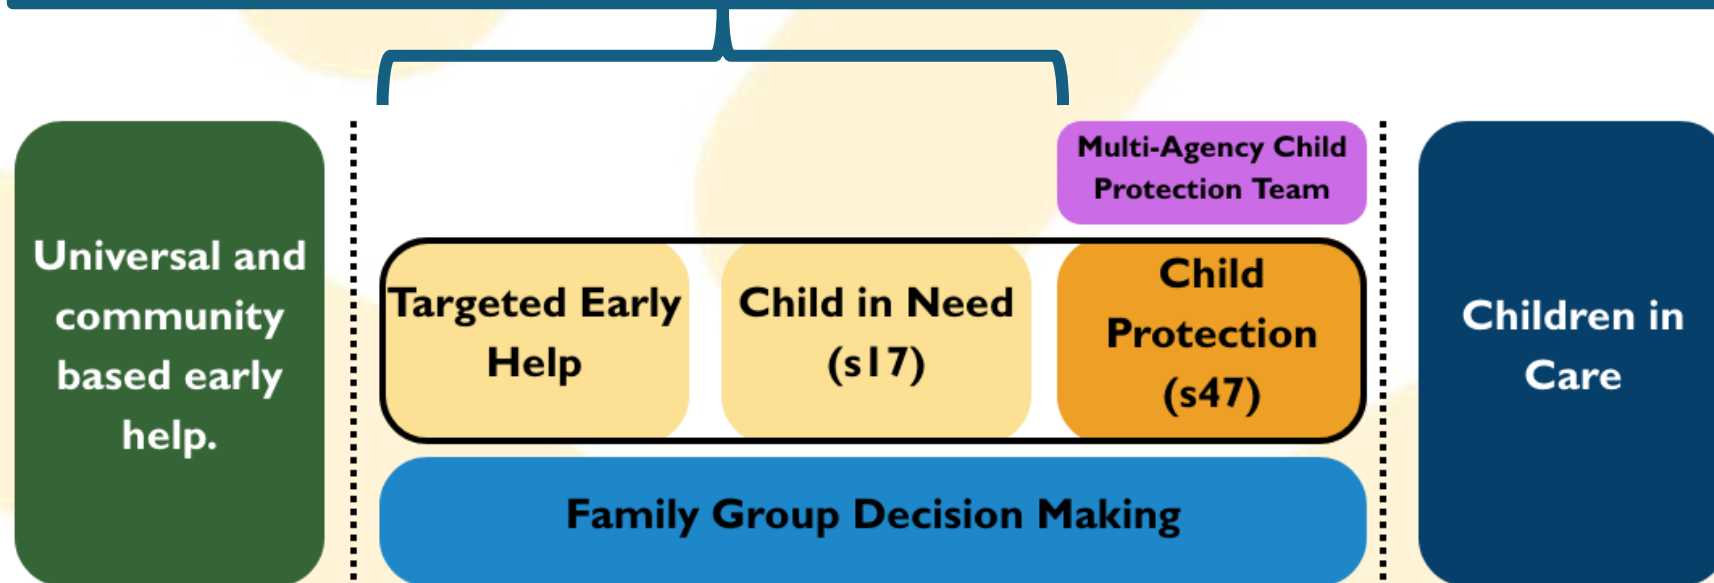 Universal and
community
based early
help.
Multi-Agency Child
Protection Team
Targeted Early
Help
Child in Need
(s17)
Child
Protection
(s47)
Family Group Decision Making
Children in
Care